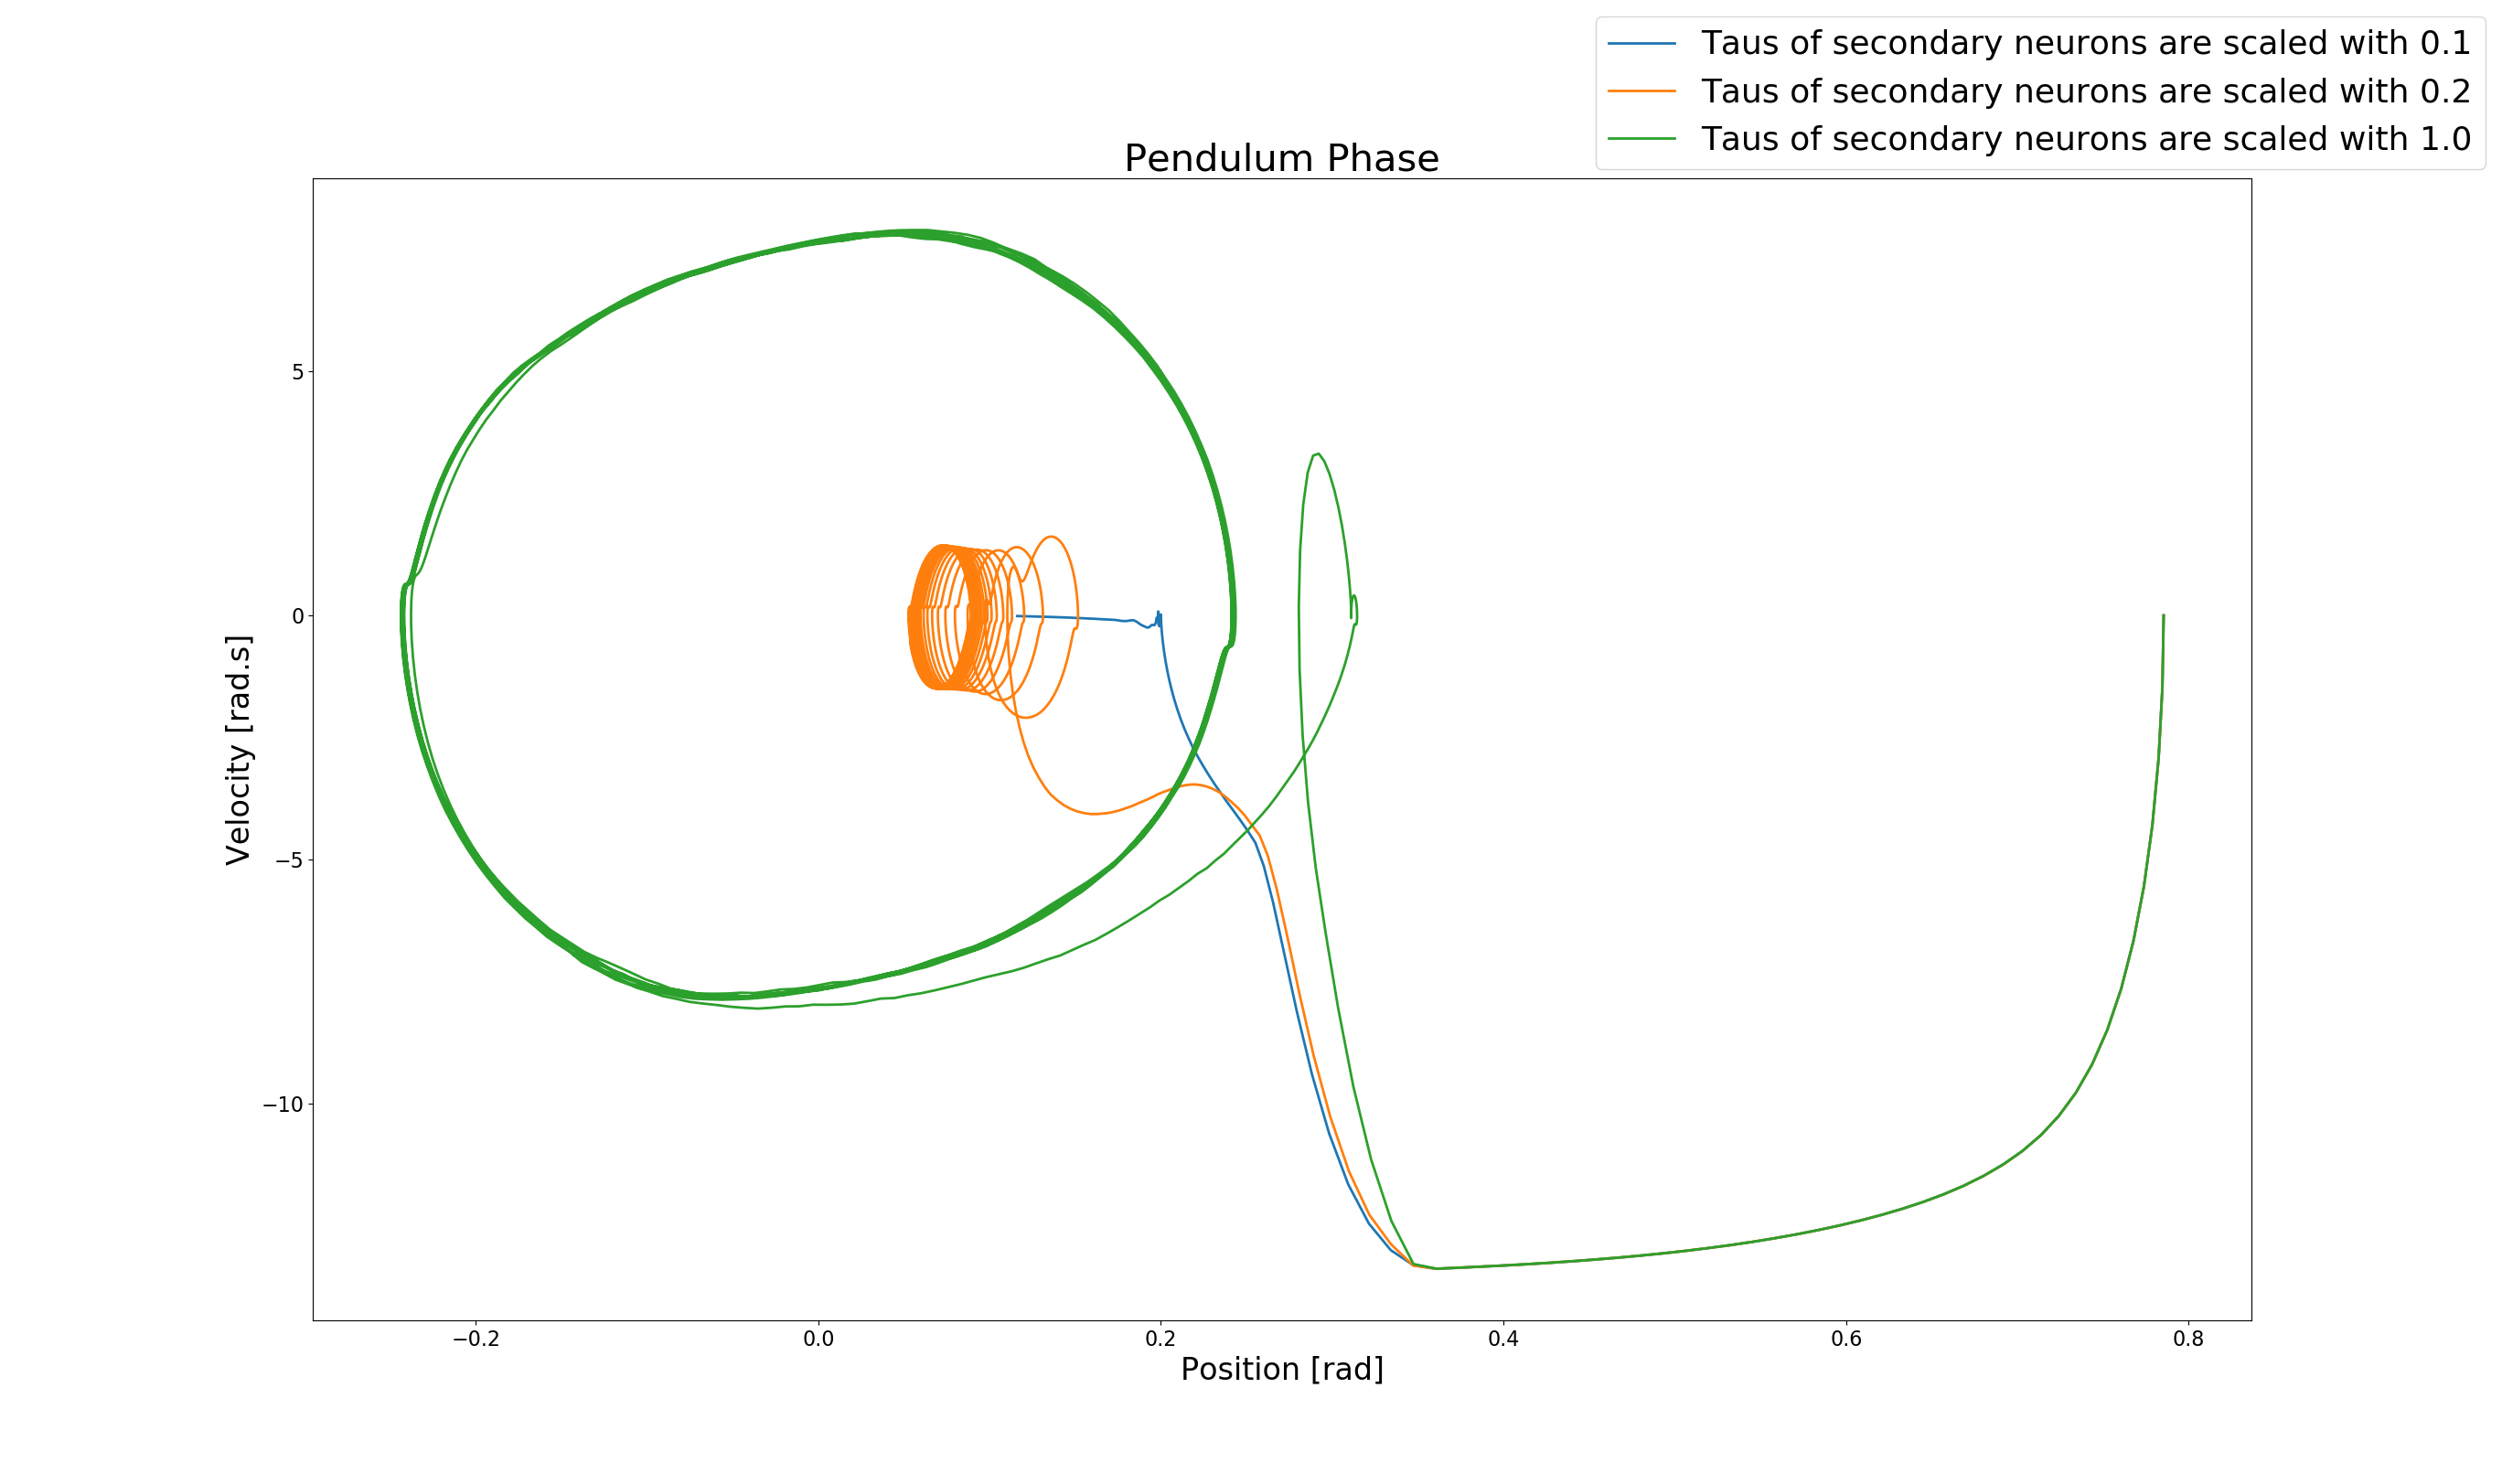 Taus of secondary neurons are scaled with 0.1
Taus of secondary neurons are scaled with 0.2
Taus of secondary neurons are scaled with 1.0
Pendulum Phase
Velocity [rad.s]
5
0
−5
−10
−0.2 0.0 0.2 0.4 0.6 0.8
Position [rad]